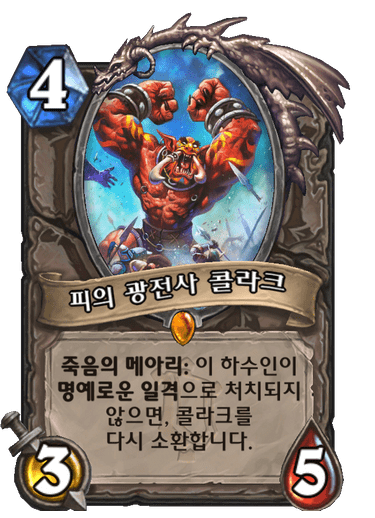 4
피의 광전사 콜라크
죽음의 메아리: 이 하수인이
명예로운 일격으로 처치되지
않으면, 콜라크를
다시 소환합니다.
3
5